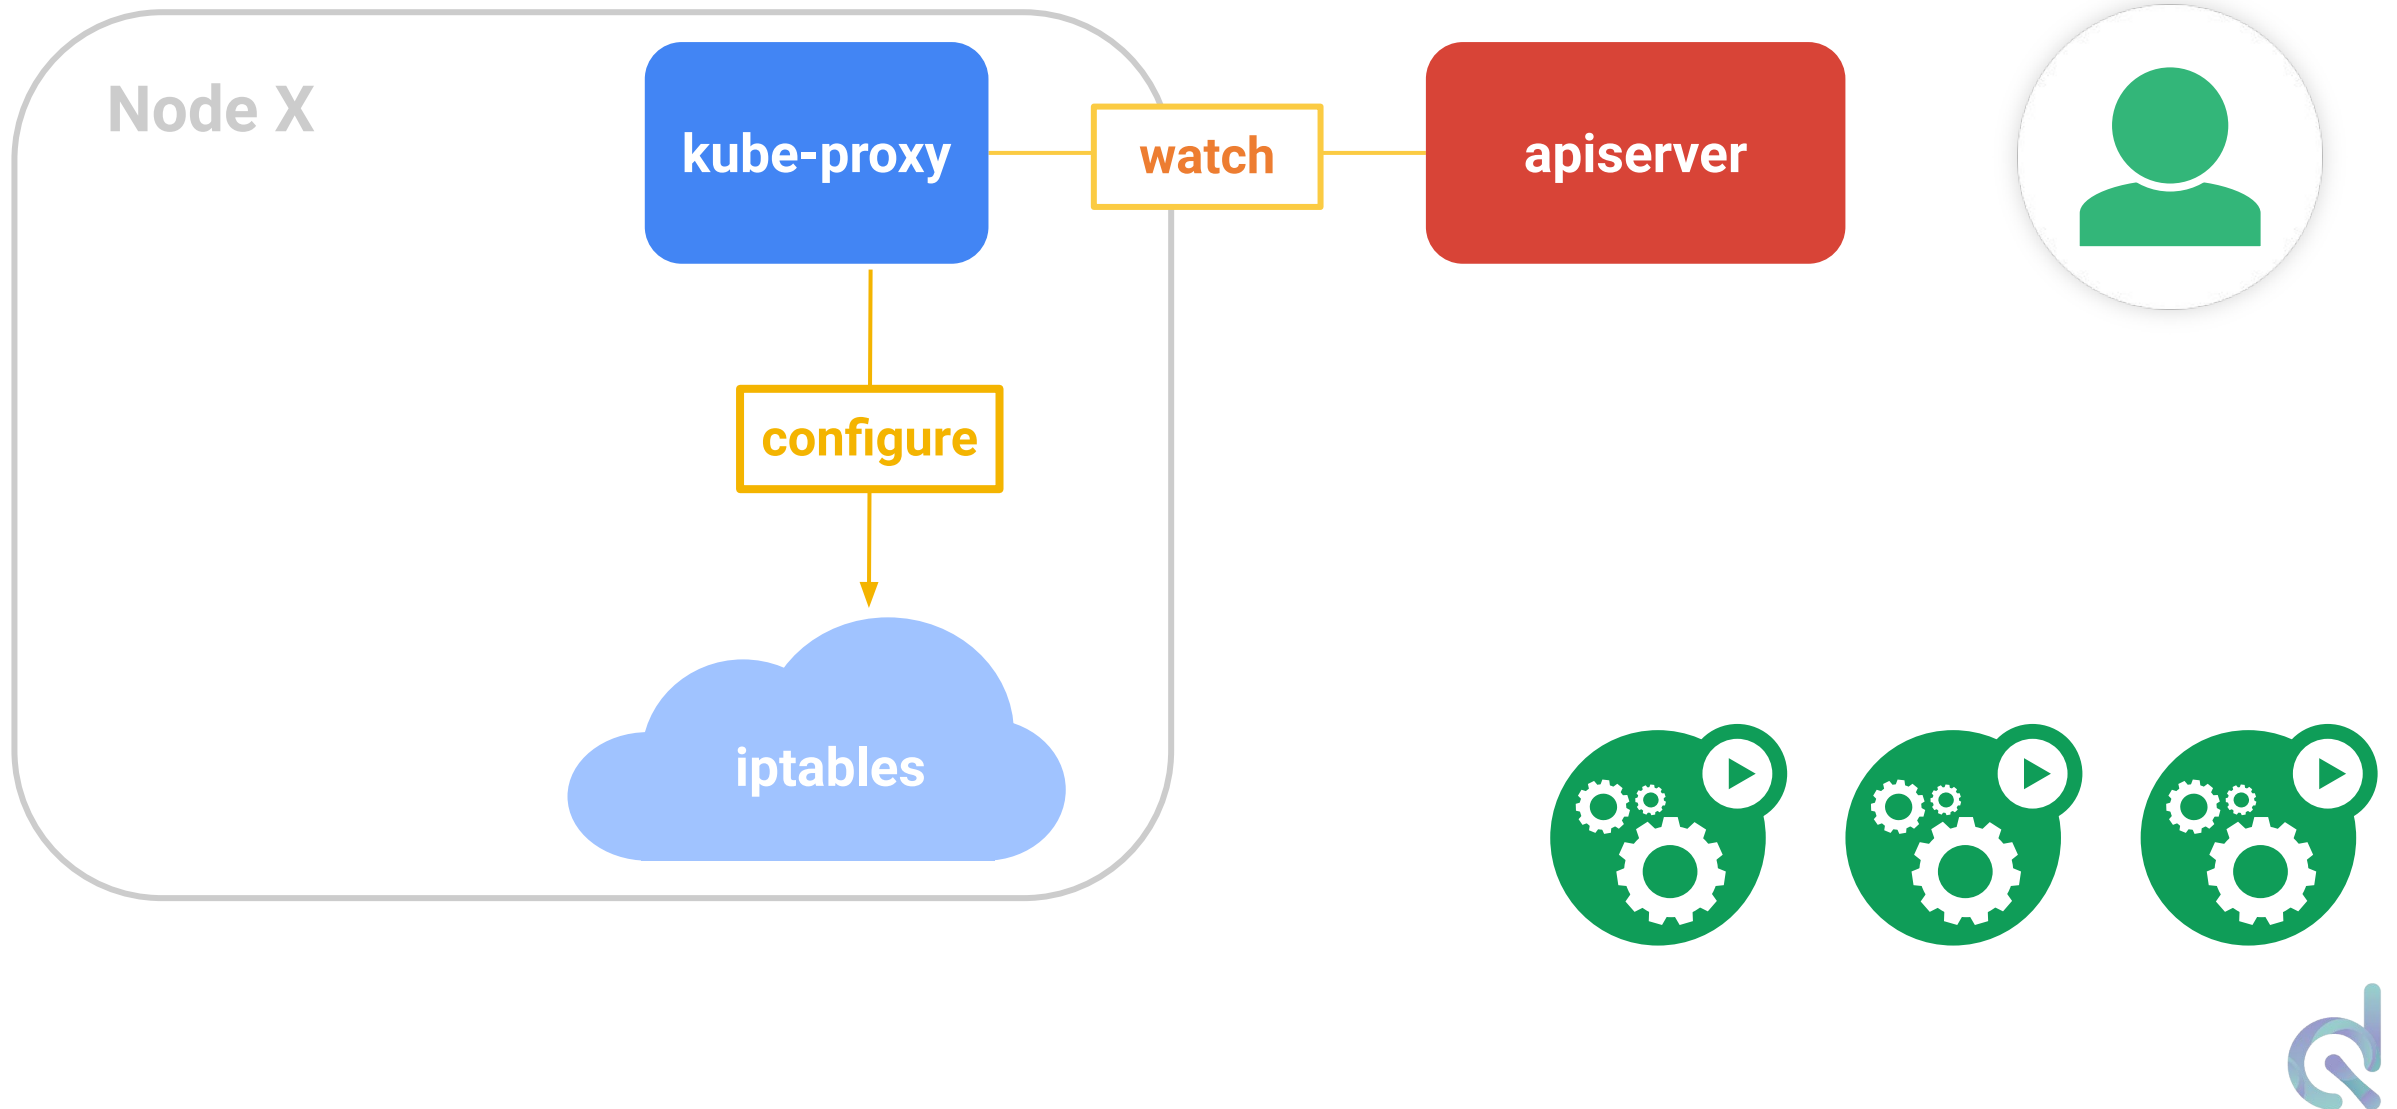 Node X
kube-proxy
watch
apiserver
configure
iptables